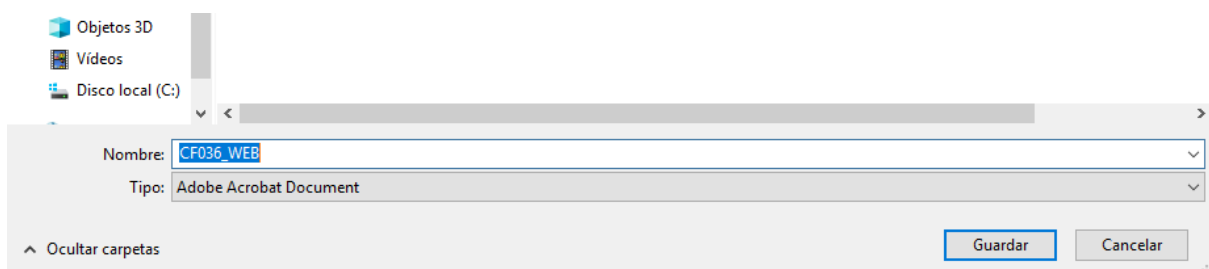 Objetos 3D
Vídeos
Disco local (C:)
Nombre: CF036_WEB
Tipo: Adobe Acrobat Document
Ocultar carpetas Guardar Cancelar